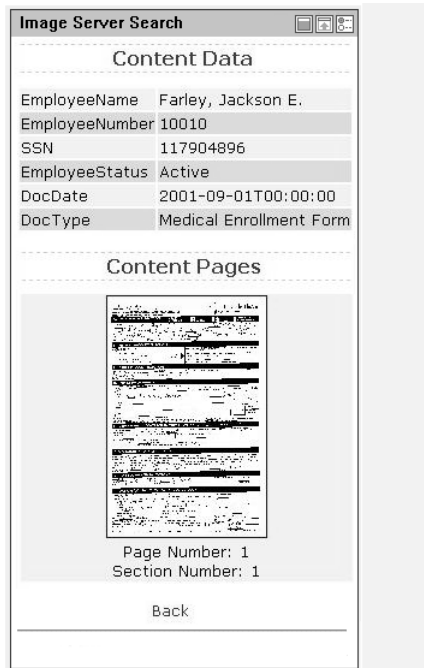 Image Server Search
Content Data
EmployeeName Farley, Jackson E.
EmployeeNumber 10010
SSN 117904896
EmployeeStatus Active
DocDate 2001-09-01T00:00:00
DocType Medical Enrollment Form
Content Pages
Page Number: 1
Section Number: 1
Back